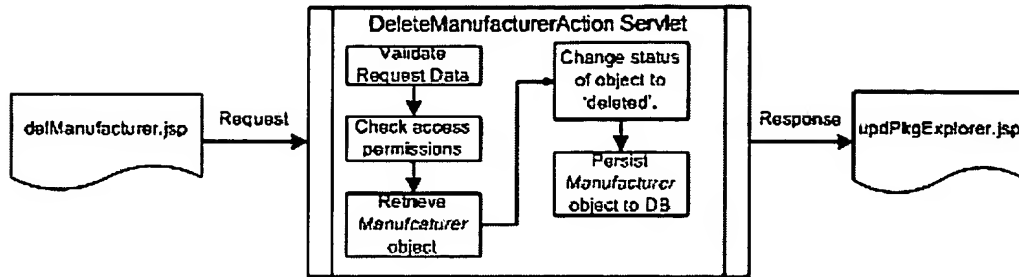 DeleteManufacturerAction Servlet
delManufacturer.jsp
Request
Validate
Request Data
Check access
permissions
Retrieve
Manufcaturer
object
Change status
of object to
'deleted'.
Persist
Manufacturer
object to DB
Response
updPkgExplorer.jsp